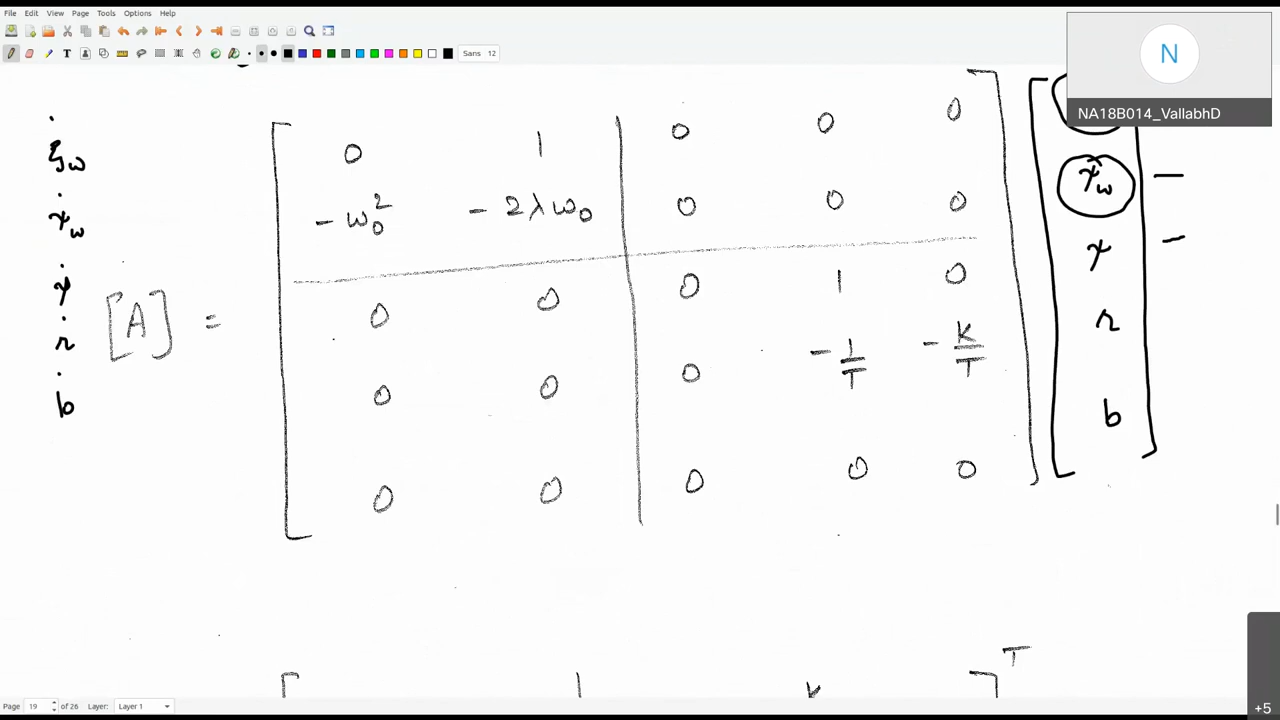 File Edit View Page Tools Options Help
Sans 12
N
NA18B014_VallabhD
ξ̇w
ψ̇w
ψ̇
ṙ
ḃ
[A] =
0 1 0 0 0
-ω₀² -2λω₀ 0 0 0
0 0 0 1 0
0 0 0 -1/T -K/T
0 0 0 0 0
ψw
ψ
r
b
T
Page 19 of 26 Layer: Layer 1
+5